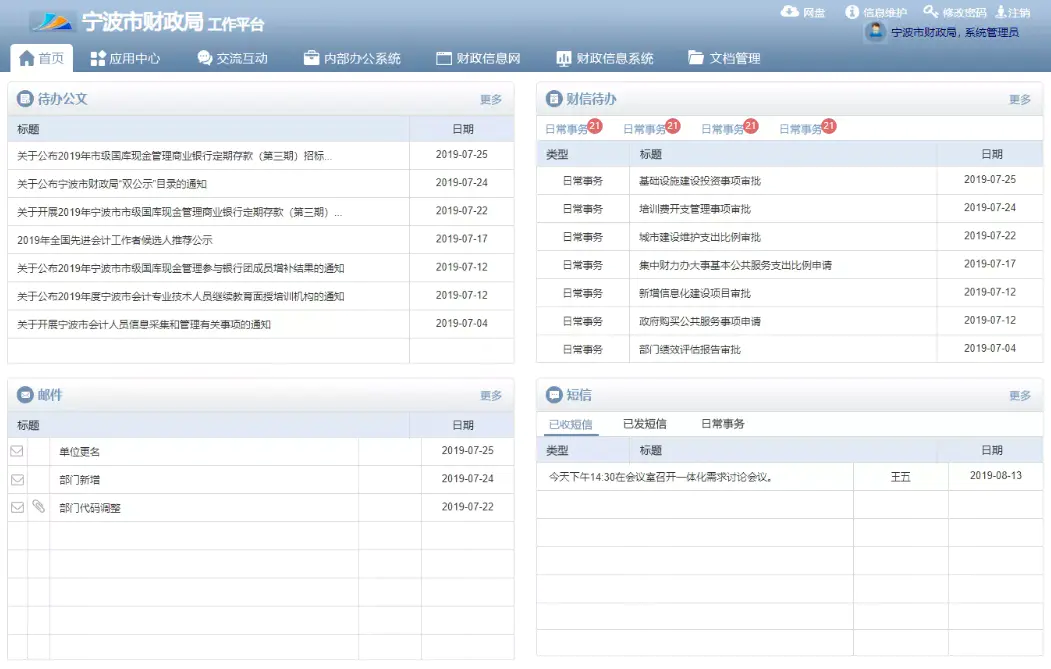 宁波市财政局 工作平台
网盘 信息维护 修改密码 注销
宁波市财政局, 系统管理员
首页 应用中心 交流互动 内部办公系统 财政信息网 财政信息系统 文档管理
待办公文 更多
标题 日期
关于公布2019年市级国库现金管理商业银行定期存款（第三期）招标... 2019-07-25
关于公布宁波市财政局“双公示”目录的通知 2019-07-24
关于开展2019年宁波市市级国库现金管理商业银行定期存款（第三期）... 2019-07-22
2019年全国先进会计工作者候选人推荐公示 2019-07-17
关于公布2019年宁波市市级国库现金管理参与银行团成员增补结果的通知 2019-07-12
关于公布2019年度宁波市会计专业技术人员继续教育面授培训机构的通知 2019-07-12
关于开展宁波市会计人员信息采集和管理有关事项的通知 2019-07-04
财信待办 更多
日常事务 21 日常事务 21 日常事务 21 日常事务 21
类型 标题 日期
日常事务 基础设施建设投资事项审批 2019-07-25
日常事务 培训费开支管理事项审批 2019-07-24
日常事务 城市建设维护支出比例审批 2019-07-22
日常事务 集中财力办大事基本公共服务支出比例申请 2019-07-17
日常事务 新增信息化建设项目审批 2019-07-12
日常事务 政府购买公共服务事项申请 2019-07-12
日常事务 部门绩效评估报告审批 2019-07-04
邮件 更多
标题 日期
单位更名 2019-07-25
部门新增 2019-07-24
部门代码调整 2019-07-22
短信 更多
已收短信 已发短信 日常事务
类型 标题 日期
今天下午14:30在会议室召开一体化需求讨论会议。 王五 2019-08-13